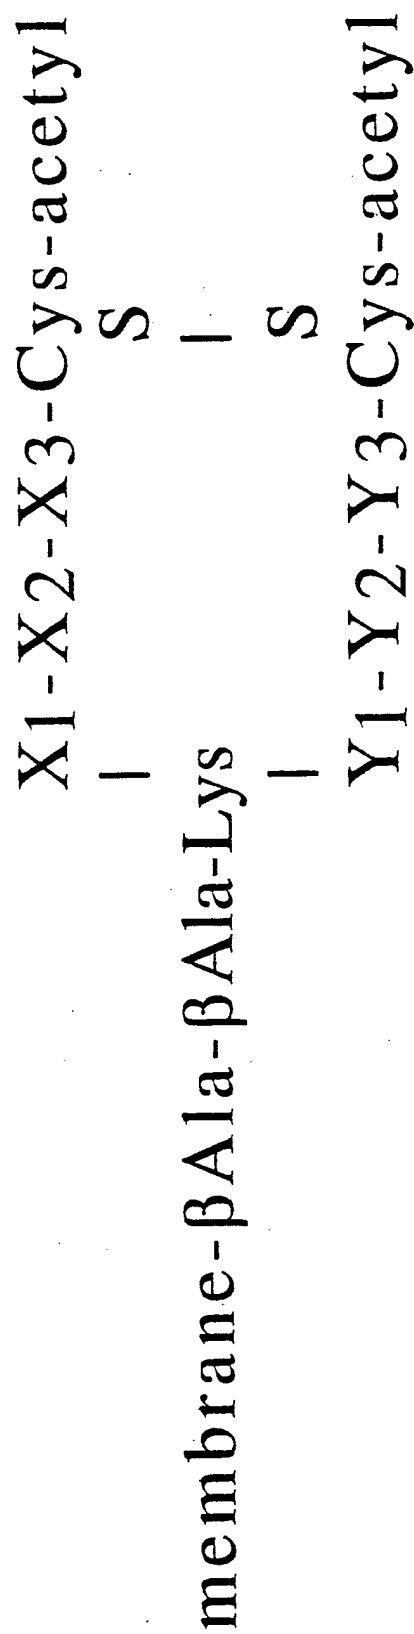 X1-X2-X3-Cys-acetyl
| S
membrane-βAla-βAla-Lys |
| S
Y1-Y2-Y3-Cys-acetyl